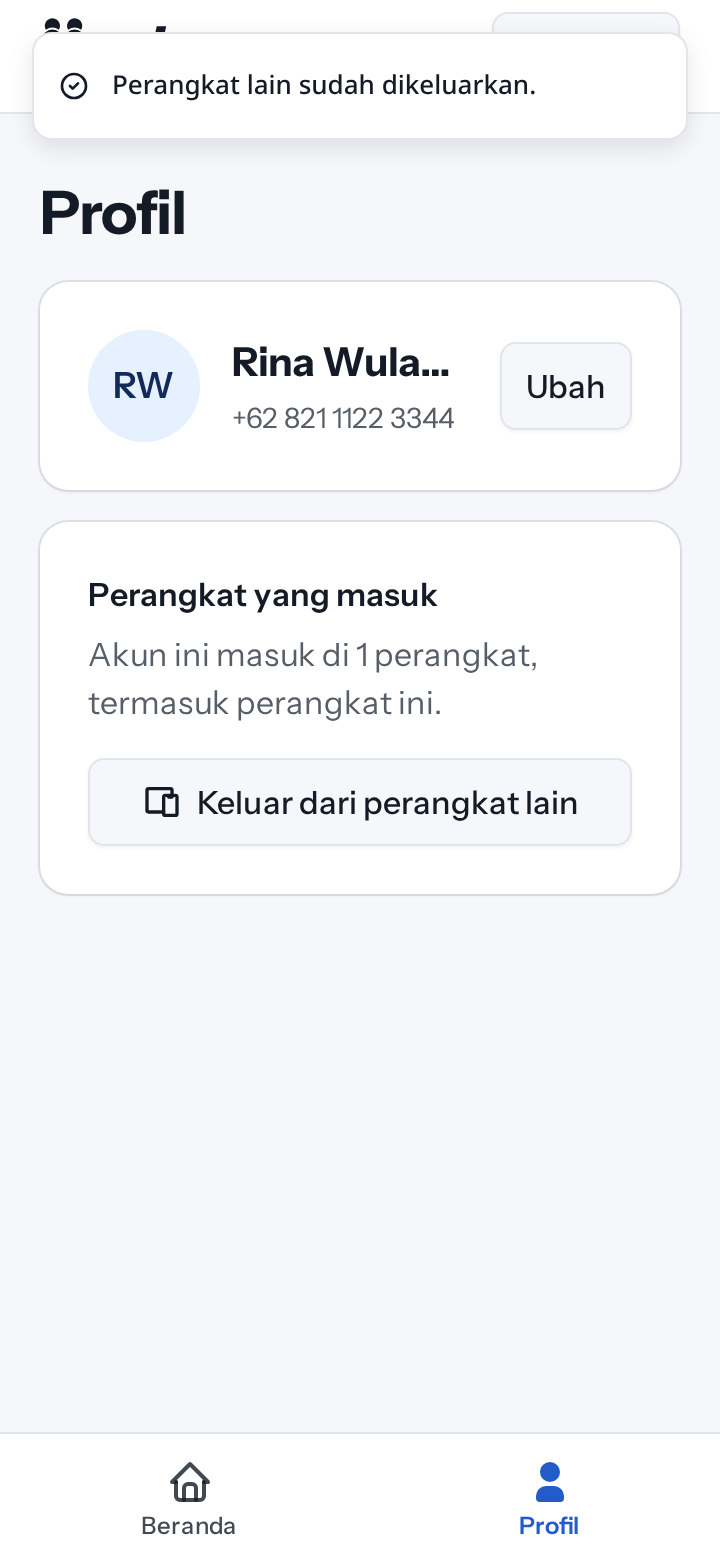 Perangkat lain sudah dikeluarkan.
Profil
RW
Rina Wula...
+62 821 1122 3344
Ubah
Perangkat yang masuk
Akun ini masuk di 1 perangkat,
termasuk perangkat ini.
Keluar dari perangkat lain
Beranda
Profil